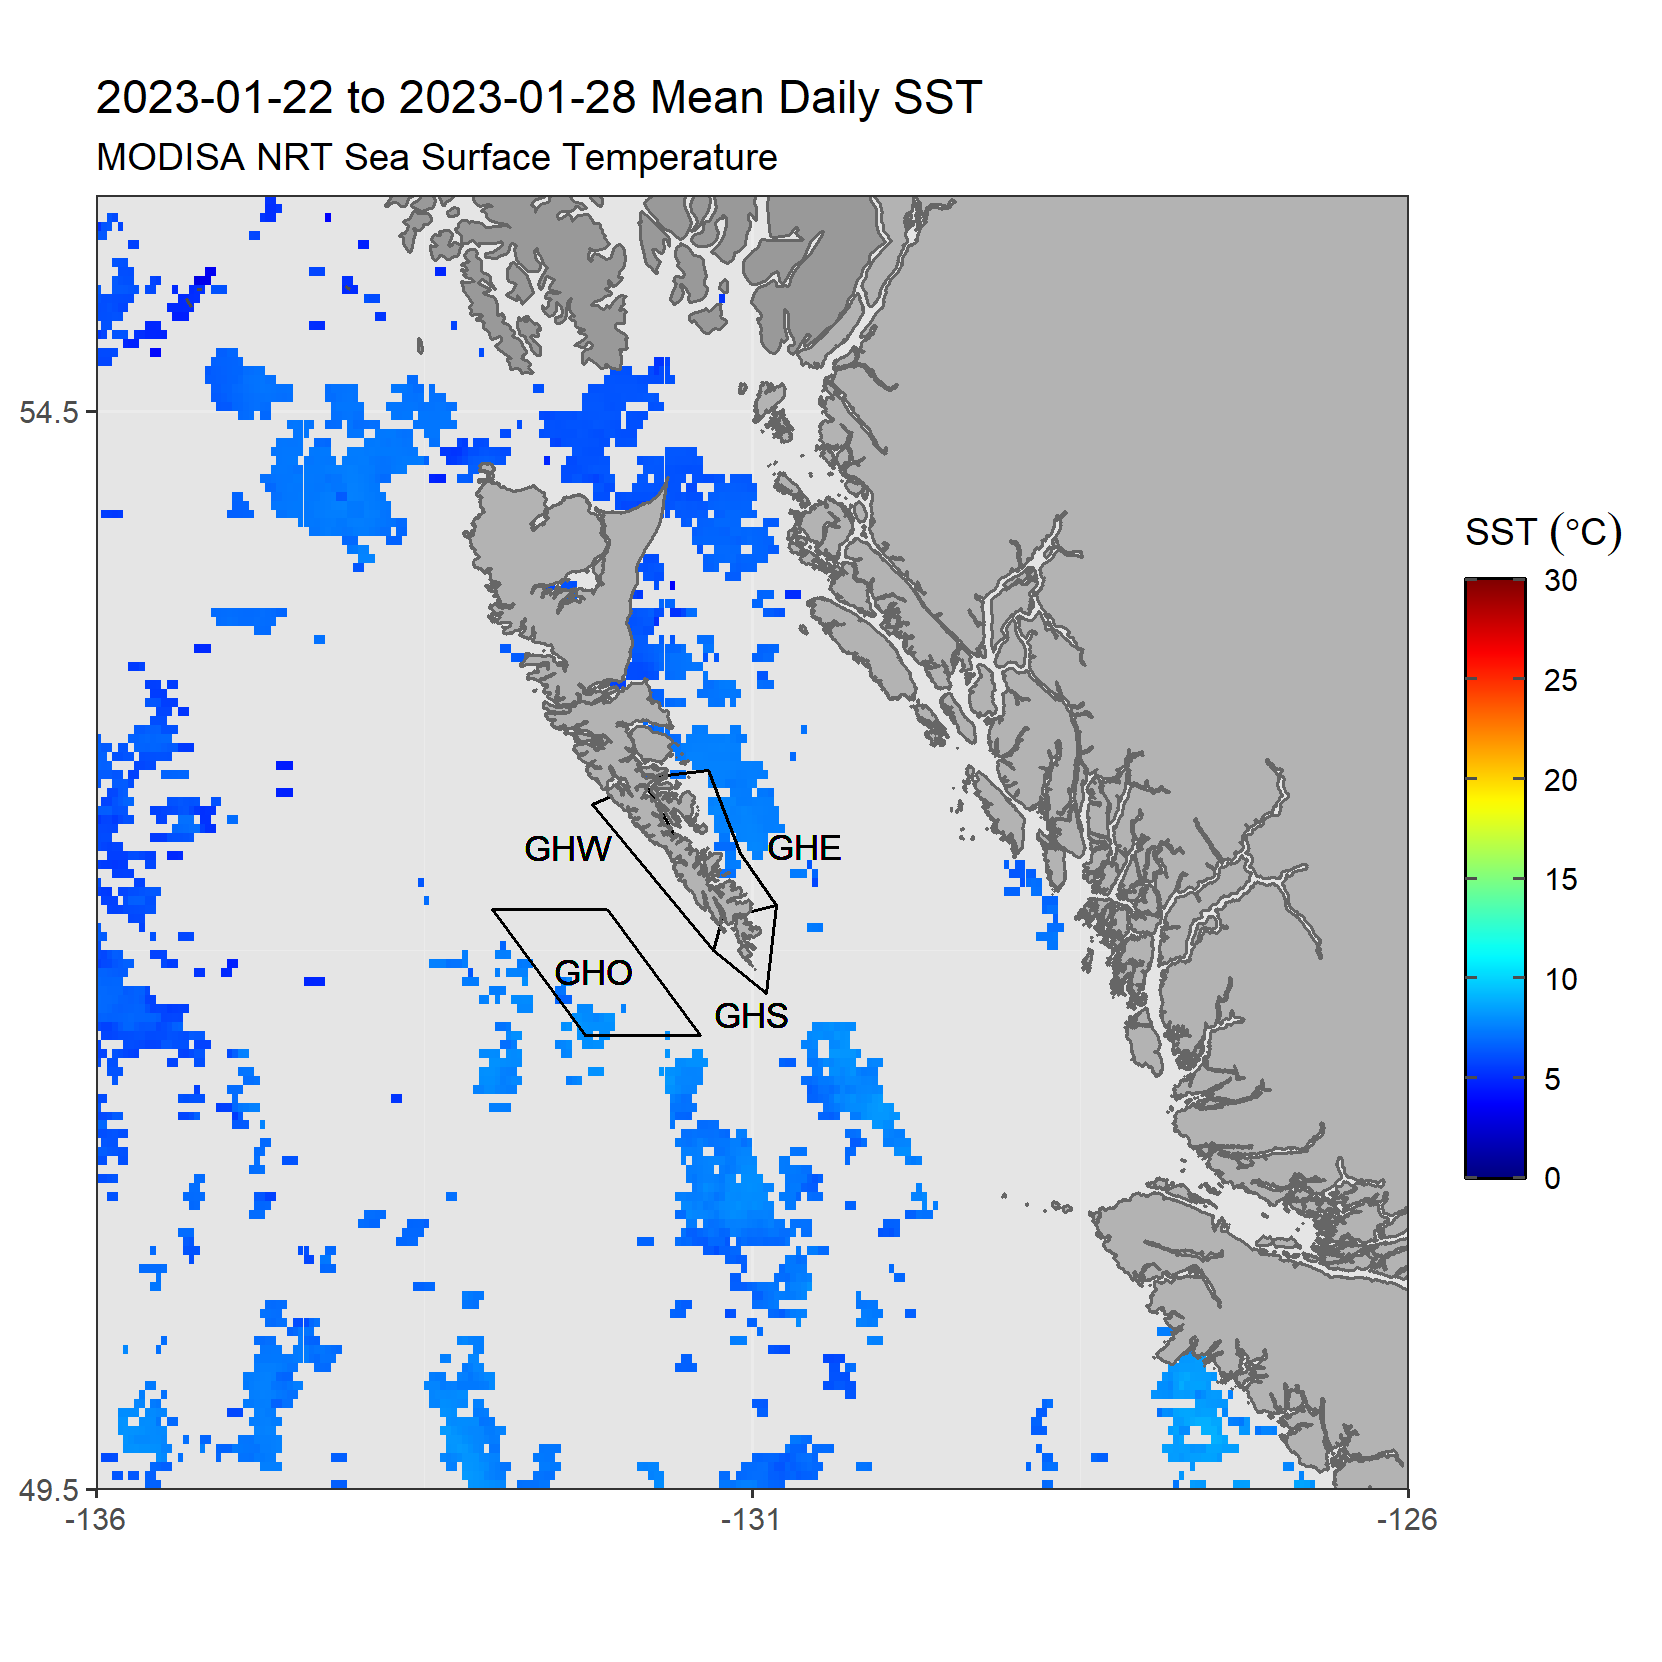 2023-01-22 to 2023-01-28 Mean Daily SST
MODISA NRT Sea Surface Temperature
54.5
49.5
-136
-131
-126
GHW
GHE
GHO
GHS
SST (°C)
30
25
20
15
10
5
0